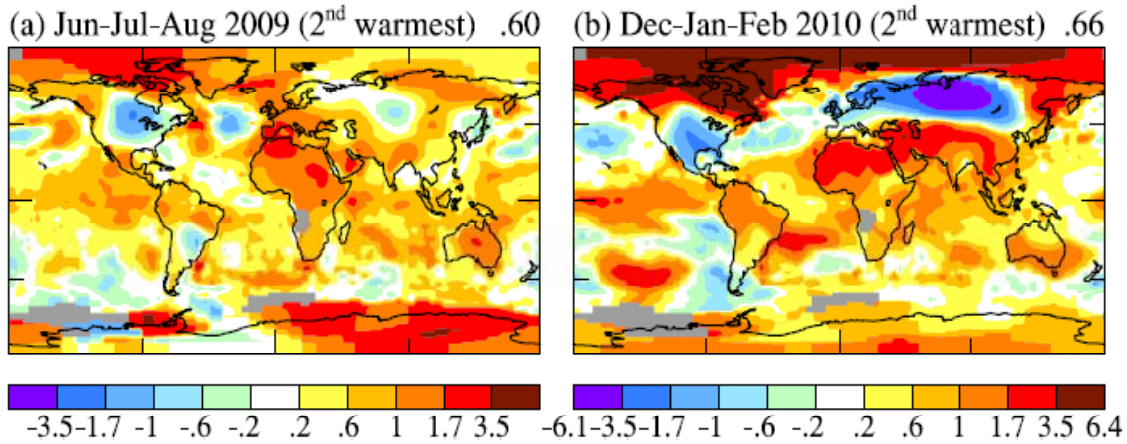 (a) Jun-Jul-Aug 2009 (2nd warmest) .60
(b) Dec-Jan-Feb 2010 (2nd warmest) .66
-3.5 -1.7 -1 -.6 -.2 .2 .6 1 1.7 3.5
-6.1 -3.5 -1.7 -1 -.6 -.2 .2 .6 1 1.7 3.5 6.4